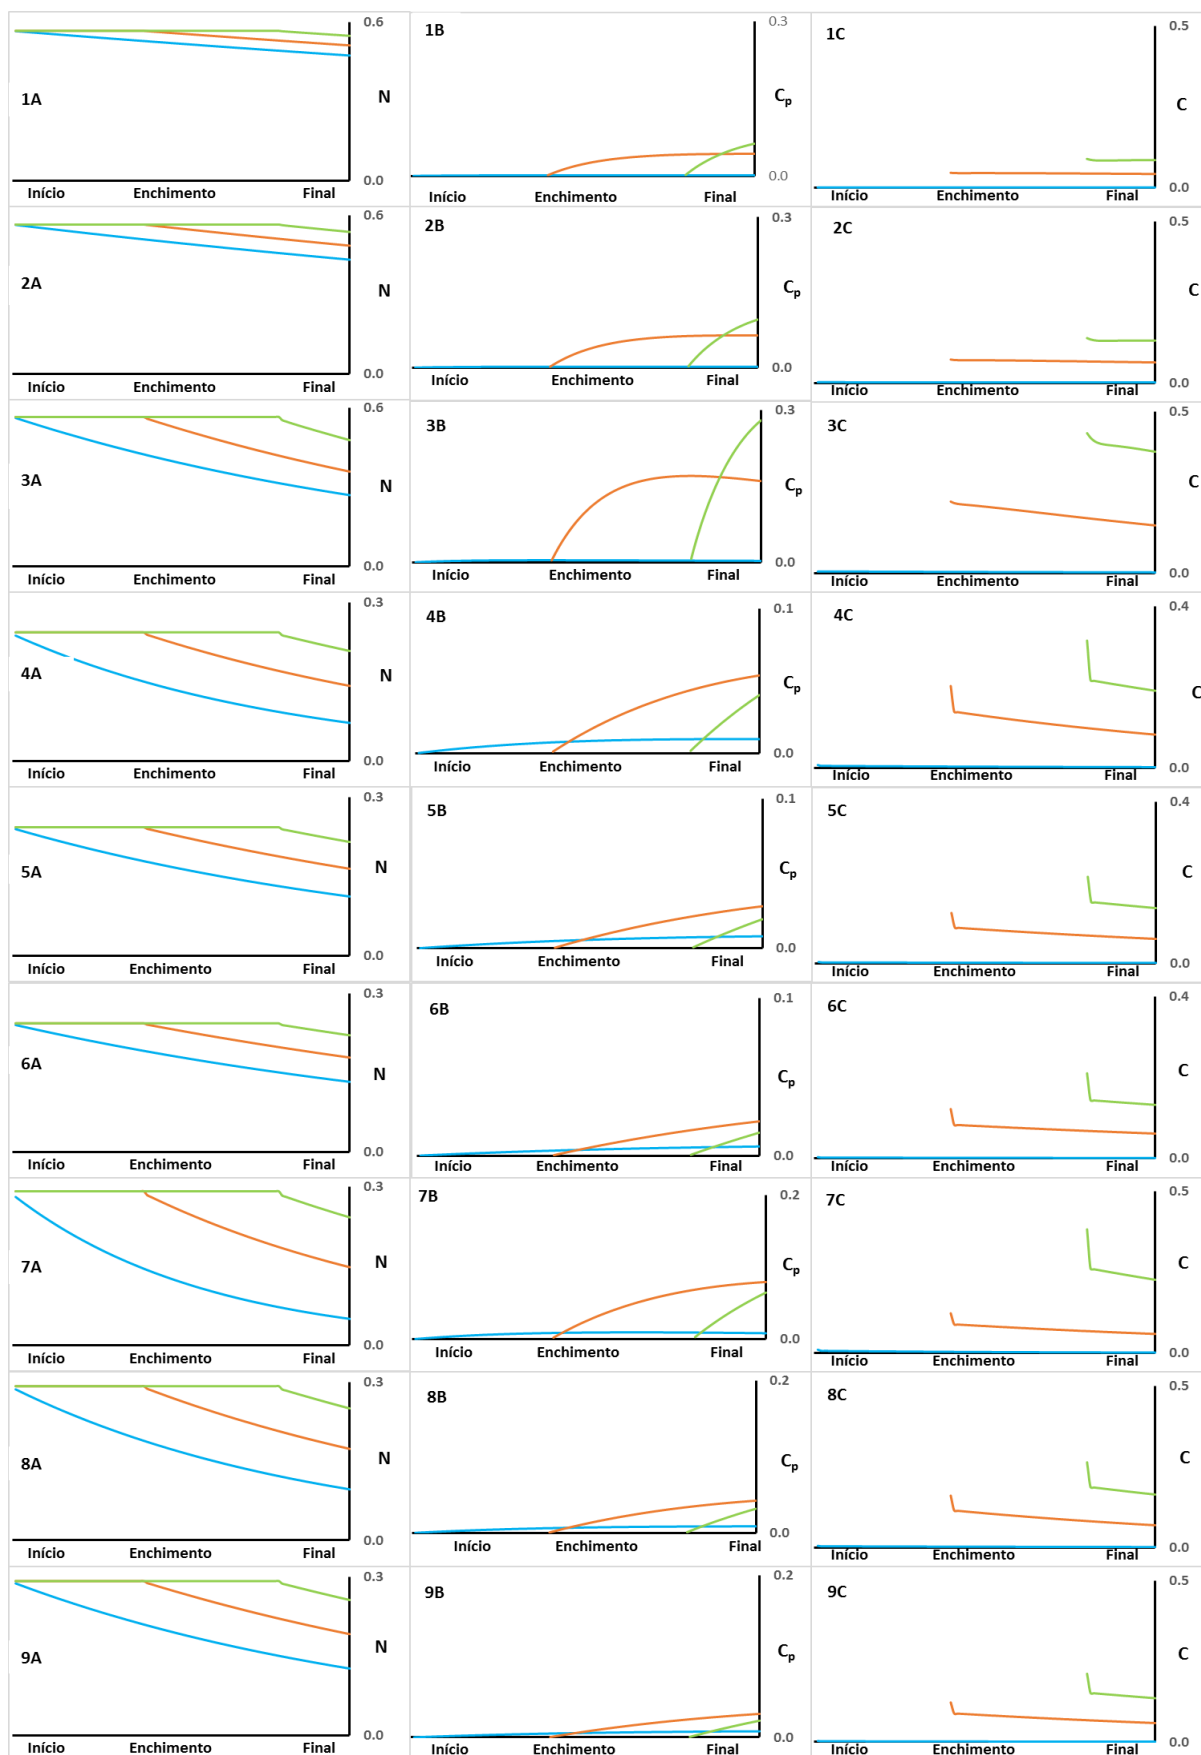 0.6
1A
N
0.0
Início Enchimento Final
0.3
1B
Cp
0.0
Início Enchimento Final
0.5
1C
C
Início Enchimento Final
0.6
2A
N
0.0
Início Enchimento Final
0.3
2B
Cp
0.0
Início Enchimento Final
0.5
2C
C
0.0
Início Enchimento Final
0.6
3A
N
0.0
Início Enchimento Final
0.3
3B
Cp
0.0
Início Enchimento Final
0.5
3C
C
0.0
Início Enchimento Final
0.3
4A
N
0.0
Início Enchimento Final
0.1
4B
Cp
0.0
Início Enchimento Final
0.4
4C
C
0.0
Início Enchimento Final
0.3
5A
N
0.0
Início Enchimento Final
0.1
5B
Cp
0.0
Início Enchimento Final
0.4
5C
C
0.0
Início Enchimento Final
0.3
6A
N
0.0
Início Enchimento Final
0.1
6B
Cp
0.0
Início Enchimento Final
0.4
6C
C
0.0
Início Enchimento Final
0.3
7A
N
0.0
Início Enchimento Final
0.2
7B
Cp
0.0
Início Enchimento Final
0.5
7C
C
0.0
Início Enchimento Final
0.3
8A
N
0.0
Início Enchimento Final
0.2
8B
Cp
0.0
Início Enchimento Final
0.5
8C
C
0.0
Início Enchimento Final
0.3
9A
N
0.0
Início Enchimento Final
0.2
9B
Cp
0.0
Início Enchimento Final
0.5
9C
C
0.0
Início Enchimento Final